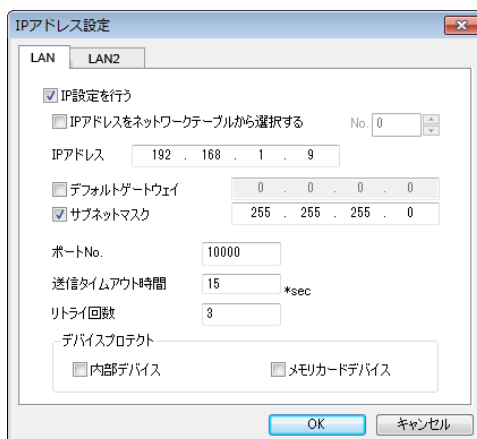 IPアドレス設定
LAN LAN2
IP設定を行う
IPアドレスをネットワークテーブルから選択する No. 0
IPアドレス 192 . 168 . 1 . 9
デフォルトゲートウェイ 0 . 0 . 0 . 0
サブネットマスク 255 . 255 . 255 . 0
ポートNo. 10000
送信タイムアウト時間 15 *sec
リトライ回数 3
デバイスプロテクト
内部デバイス メモリカードデバイス
OK キャンセル